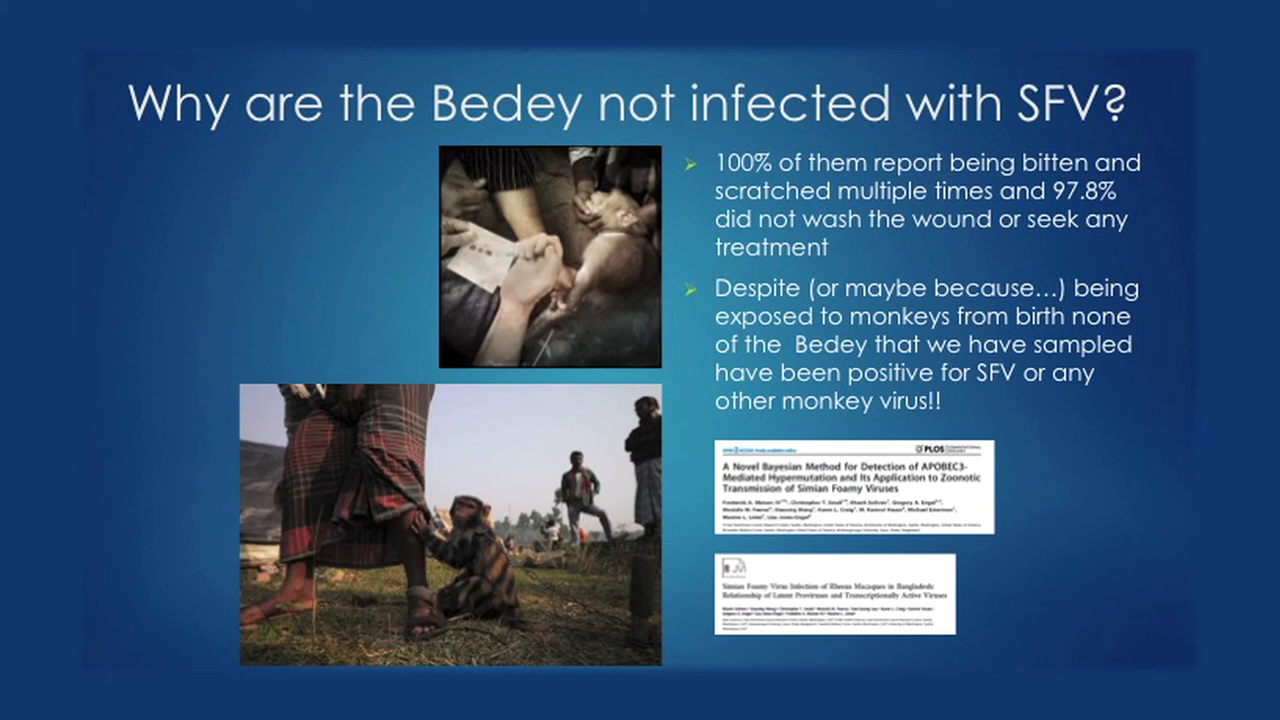 Why are the Bedey not infected with SFV?
100% of them report being bitten and
scratched multiple times and 97.8%
did not wash the wound or seek any
treatment
Despite (or maybe because...) being
exposed to monkeys from birth none
of the Bedey that we have sampled
have been positive for SFV or any
other monkey virus!!
PLOS
A Novel Bayesian Method for Detection of APOBEC3-
Mediated Hypermutation and Its Application to Zoonotic
Transmission of Simian Foamy Viruses
Simian Foamy Virus Infection of Rhesus Macaques in Bangladesh:
Relationship of Latent Proviruses and Transcriptionally Active Viruses